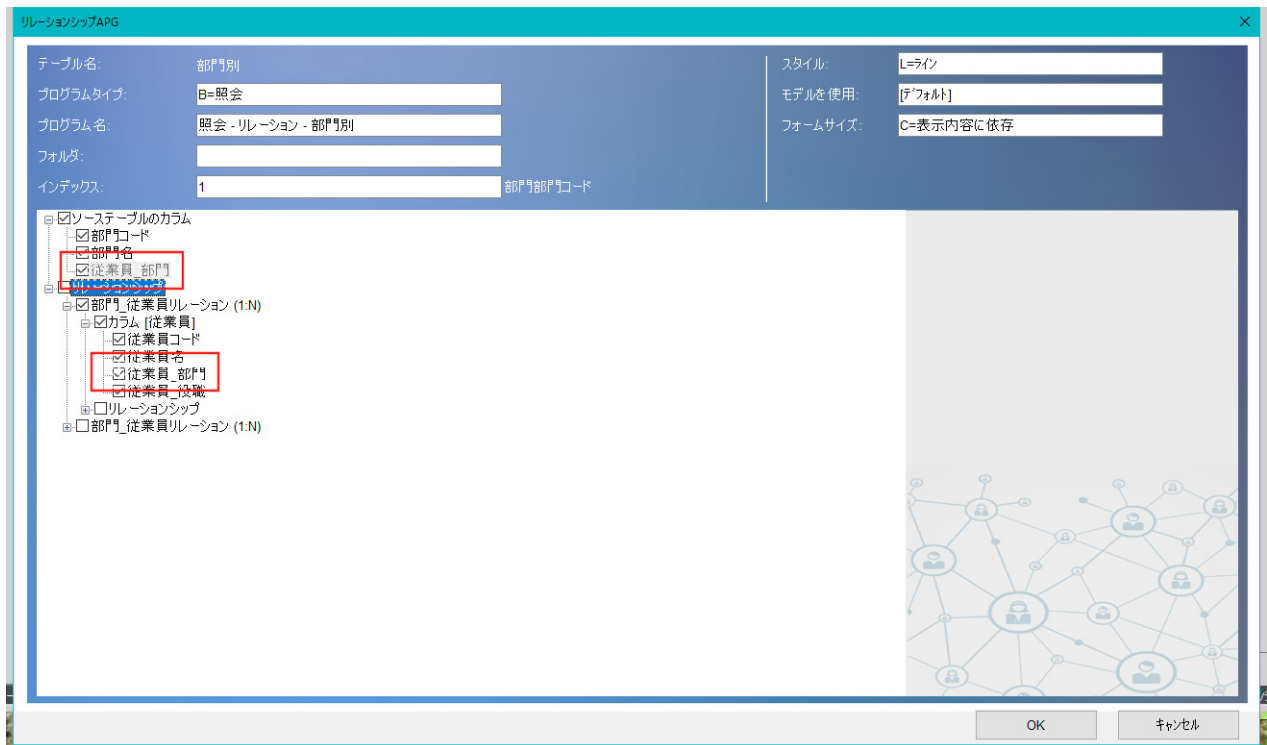 リレーションシップAPG
テーブル名: 部門別
プログラムタイプ: B=照会
プログラム名: 照会 - リレーション - 部門別
フォルダ:
インデックス: 1 部門部門コード
スタイル: L=ライン
モデルを使用: [デフォルト]
フォームサイズ: C=表示内容に依存
ソーステーブルのカラム
部門コード
部門名
従業員_部門
リレーションシップ
部門_従業員リレーション (1:N)
カラム [従業員]
従業員コード
従業員名
従業員_部門
従業員_役職
リレーションシップ
部門_従業員リレーション (1:N)
OK
キャンセル